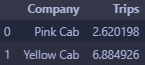 Company Trips
0 Pink Cab 2.620198
1 Yellow Cab 6.884926